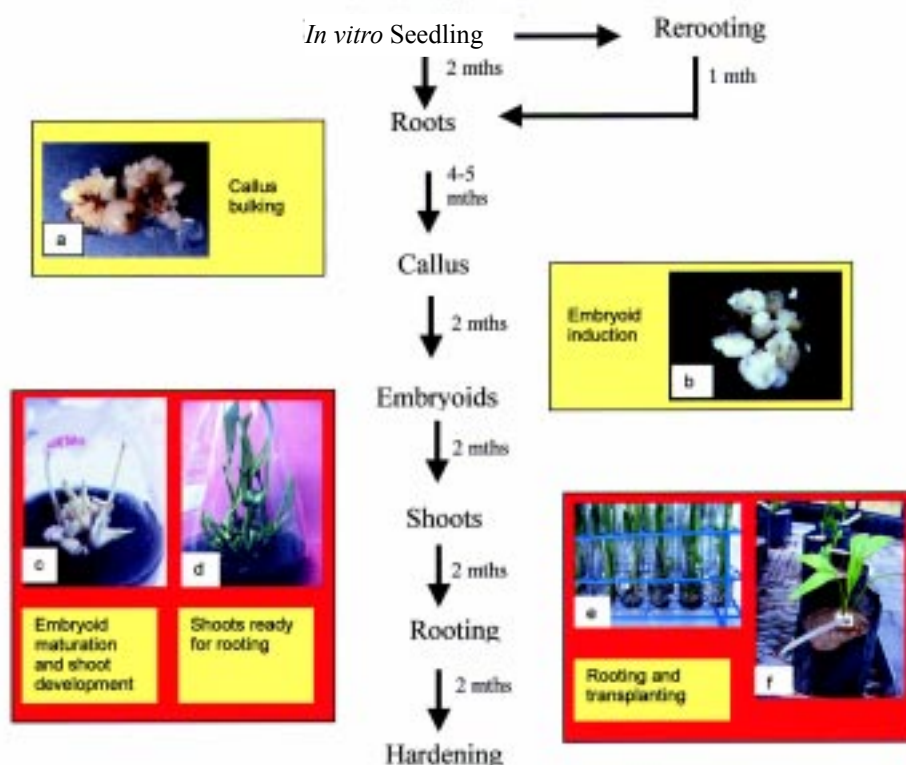 In vitro Seedling
Rerooting
2 mths
1 mth
Roots
4-5
mths
Callus
bulking
a
Callus
2 mths
Embryoid
induction
b
Embryoids
2 mths
Shoots
c
d
2 mths
e
f
Embryoid
maturation
and shoot
development
Shoots ready
for rooting
Rooting
Rooting and
transplanting
2 mths
Hardening